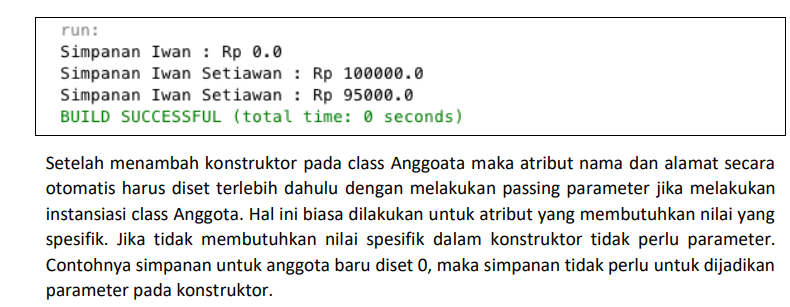 run:
Simpanan Iwan : Rp 0.0
Simpanan Iwan Setiawan : Rp 100000.0
Simpanan Iwan Setiawan : Rp 95000.0
BUILD SUCCESSFUL (total time: 0 seconds)
Setelah menambah konstruktor pada class Anggoata maka atribut nama dan alamat secara
otomatis harus diset terlebih dahulu dengan melakukan passing parameter jika melakukan
instansiasi class Anggota. Hal ini biasa dilakukan untuk atribut yang membutuhkan nilai yang
spesifik. Jika tidak membutuhkan nilai spesifik dalam konstruktor tidak perlu parameter.
Contohnya simpanan untuk anggota baru diset 0, maka simpanan tidak perlu untuk dijadikan
parameter pada konstruktor.